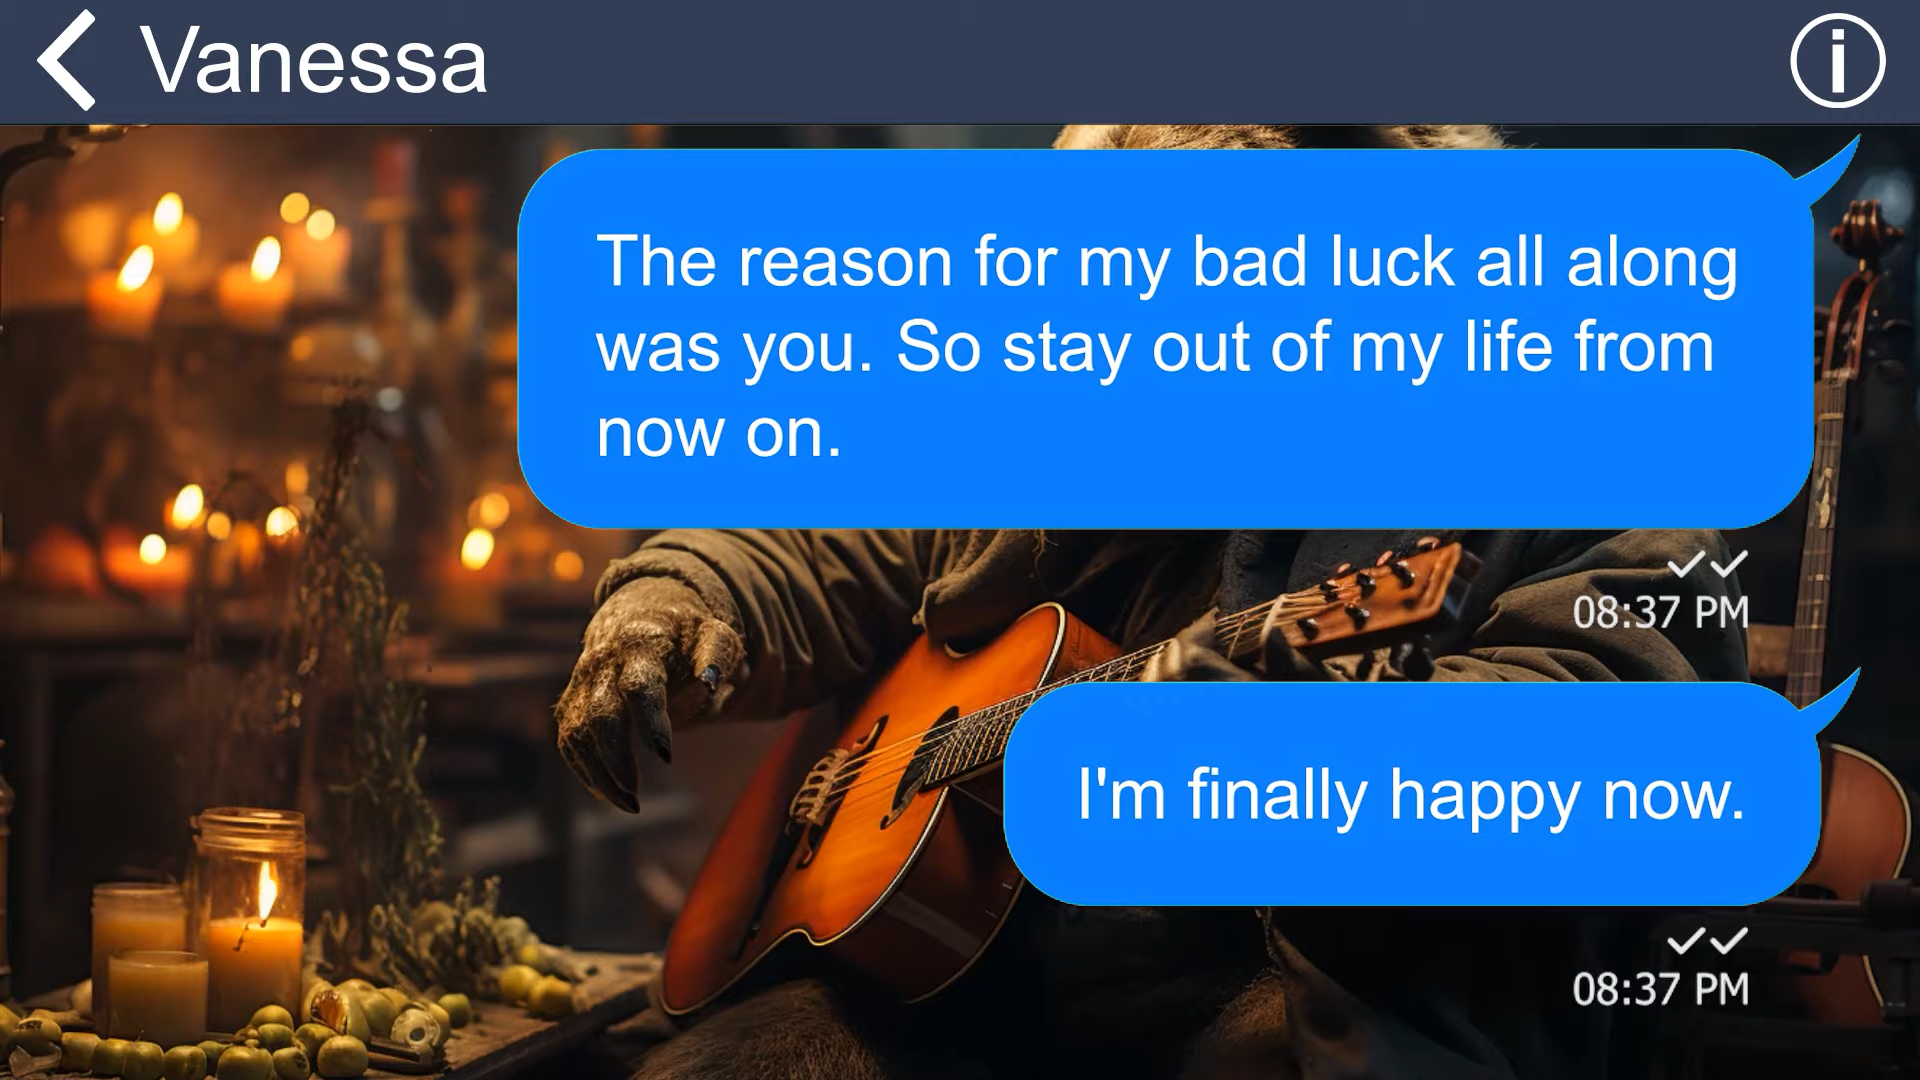 Vanessa
The reason for my bad luck all along
was you. So stay out of my life from
now on.
08:37 PM
I'm finally happy now.
08:37 PM